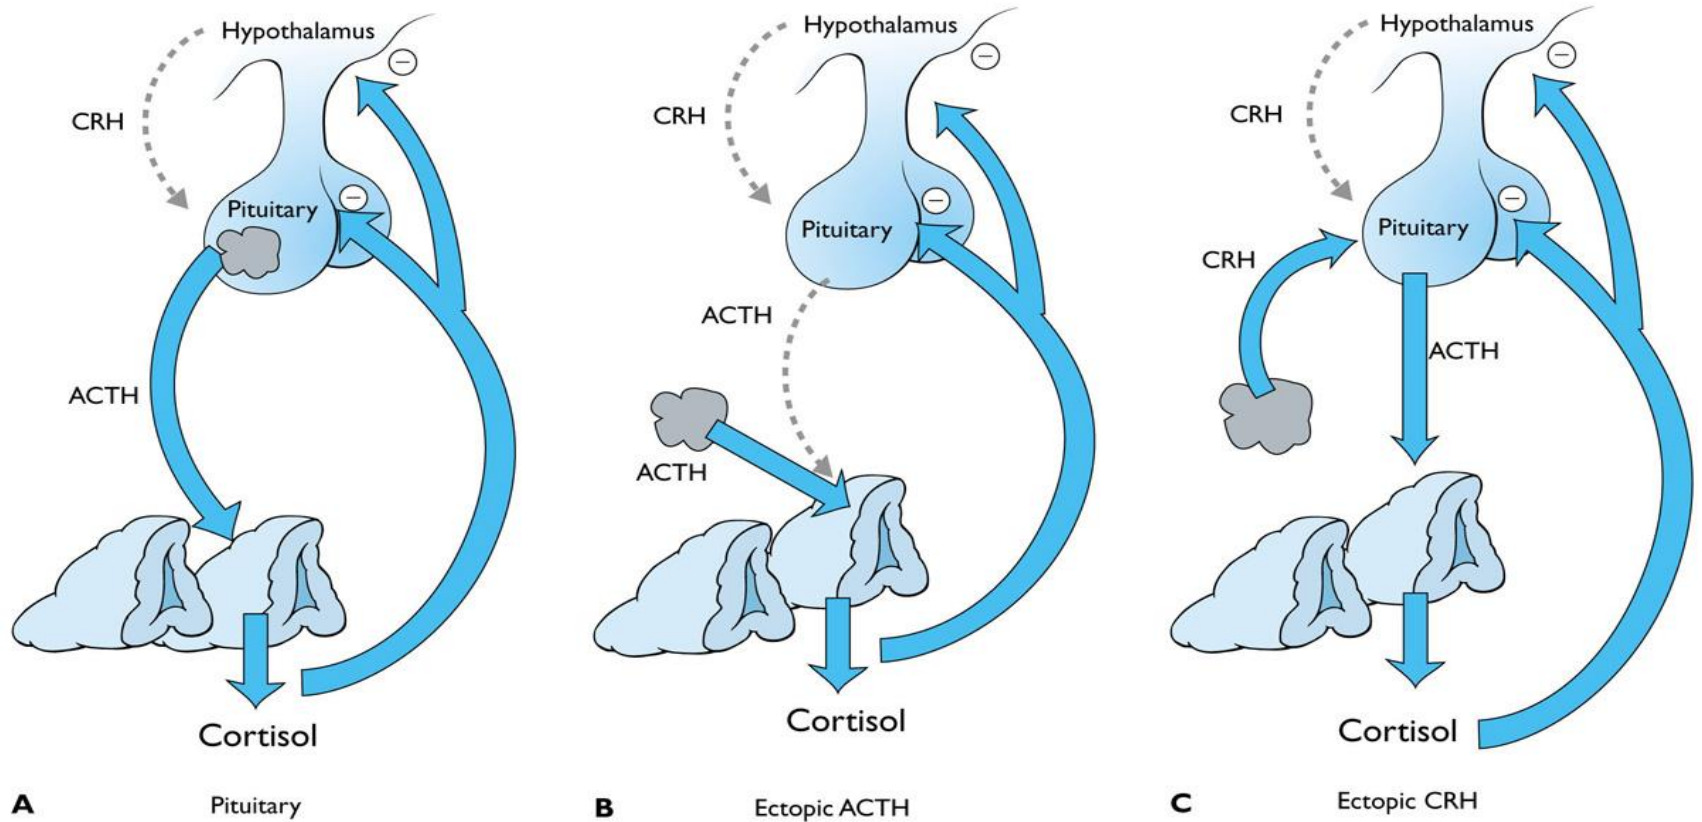 Hypothalamus
−
CRH
−
Pituitary
ACTH
Cortisol
A Pituitary
Hypothalamus
−
CRH
−
Pituitary
ACTH
ACTH
Cortisol
B Ectopic ACTH
Hypothalamus
−
CRH
−
Pituitary
CRH
ACTH
Cortisol
C Ectopic CRH